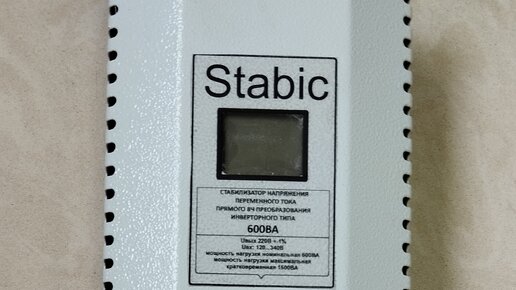 Stabic
СТАБИЛИЗАТОР НАПРЯЖЕНИЯ
ПЕРЕМЕННОГО ТОКА
ПРЯМОГО ВЧ ПРЕОБРАЗОВАНИЯ
ИНВЕРТОРНОГО ТИПА
600ВА
Uвых 220В +-1%
Uвх: 128...340В
мощность нагрузки номинальная 600ВА
мощность нагрузки максимальная
кратковременная 1500ВА